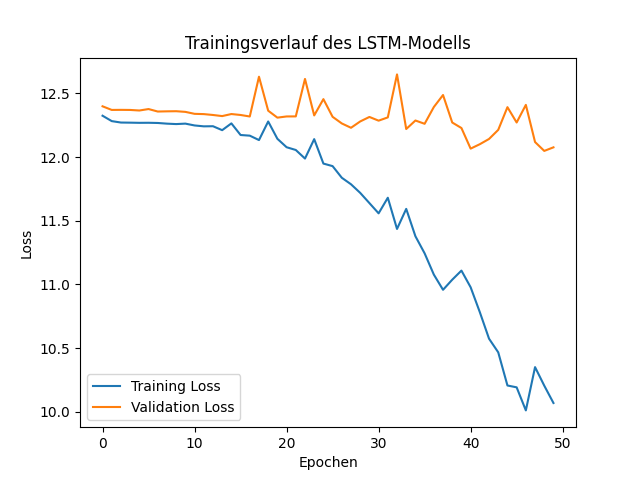 Trainingsverlauf des LSTM-Modells
12.5
12.0
11.5
11.0
10.5
10.0
Loss
Training Loss
Validation Loss
0 10 20 30 40 50
Epochen